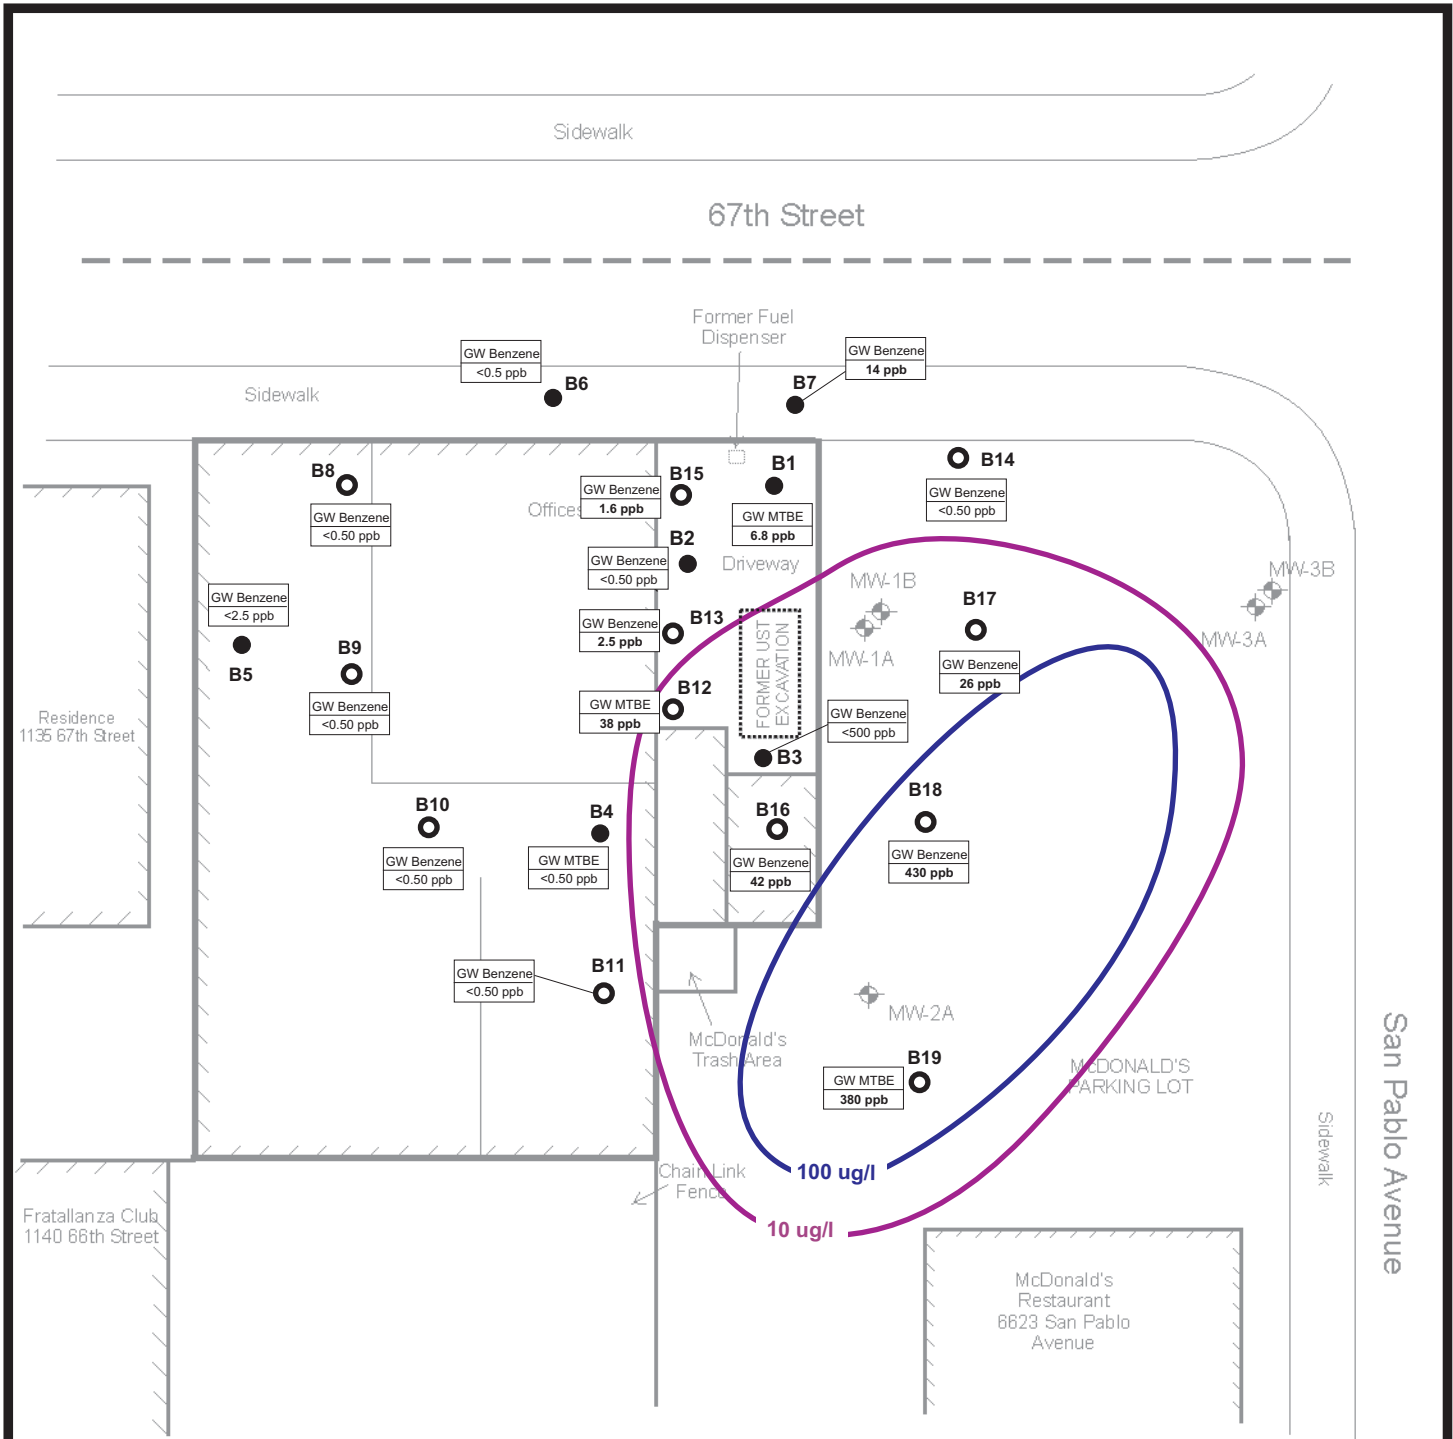 Sidewalk
67th Street
Former Fuel
Dispenser
GW Benzene
<0.5 ppb
B6
GW Benzene
14 ppb
B7
Sidewalk
B8
GW Benzene
<0.50 ppb
Offices
GW Benzene
1.6 ppb
B15
B1
GW MTBE
6.8 ppb
B14
GW Benzene
<0.50 ppb
B2
GW Benzene
<0.50 ppb
Driveway
MW-1B
MW-3B
GW Benzene
<2.5 ppb
B5
GW Benzene
2.5 ppb
B13
FORMER UST
EXCAVATION
MW-1A
B17
GW Benzene
26 ppb
MW-3A
B9
GW Benzene
<0.50 ppb
GW MTBE
38 ppb
B12
GW Benzene
<500 ppb
B3
Residence
1135 67th Street
B10
GW Benzene
<0.50 ppb
B4
GW MTBE
<0.50 ppb
B16
GW Benzene
42 ppb
B18
GW Benzene
430 ppb
GW Benzene
<0.50 ppb
B11
MW-2A
McDonald's
Trash Area
B19
GW MTBE
380 ppb
McDONALD'S
PARKING LOT
San Pablo Avenue
Sidewalk
100 ug/l
Chain Link
Fence
10 ug/l
Fratallanza Club
1140 66th Street
McDonald's
Restaurant
6623 San Pablo
Avenue